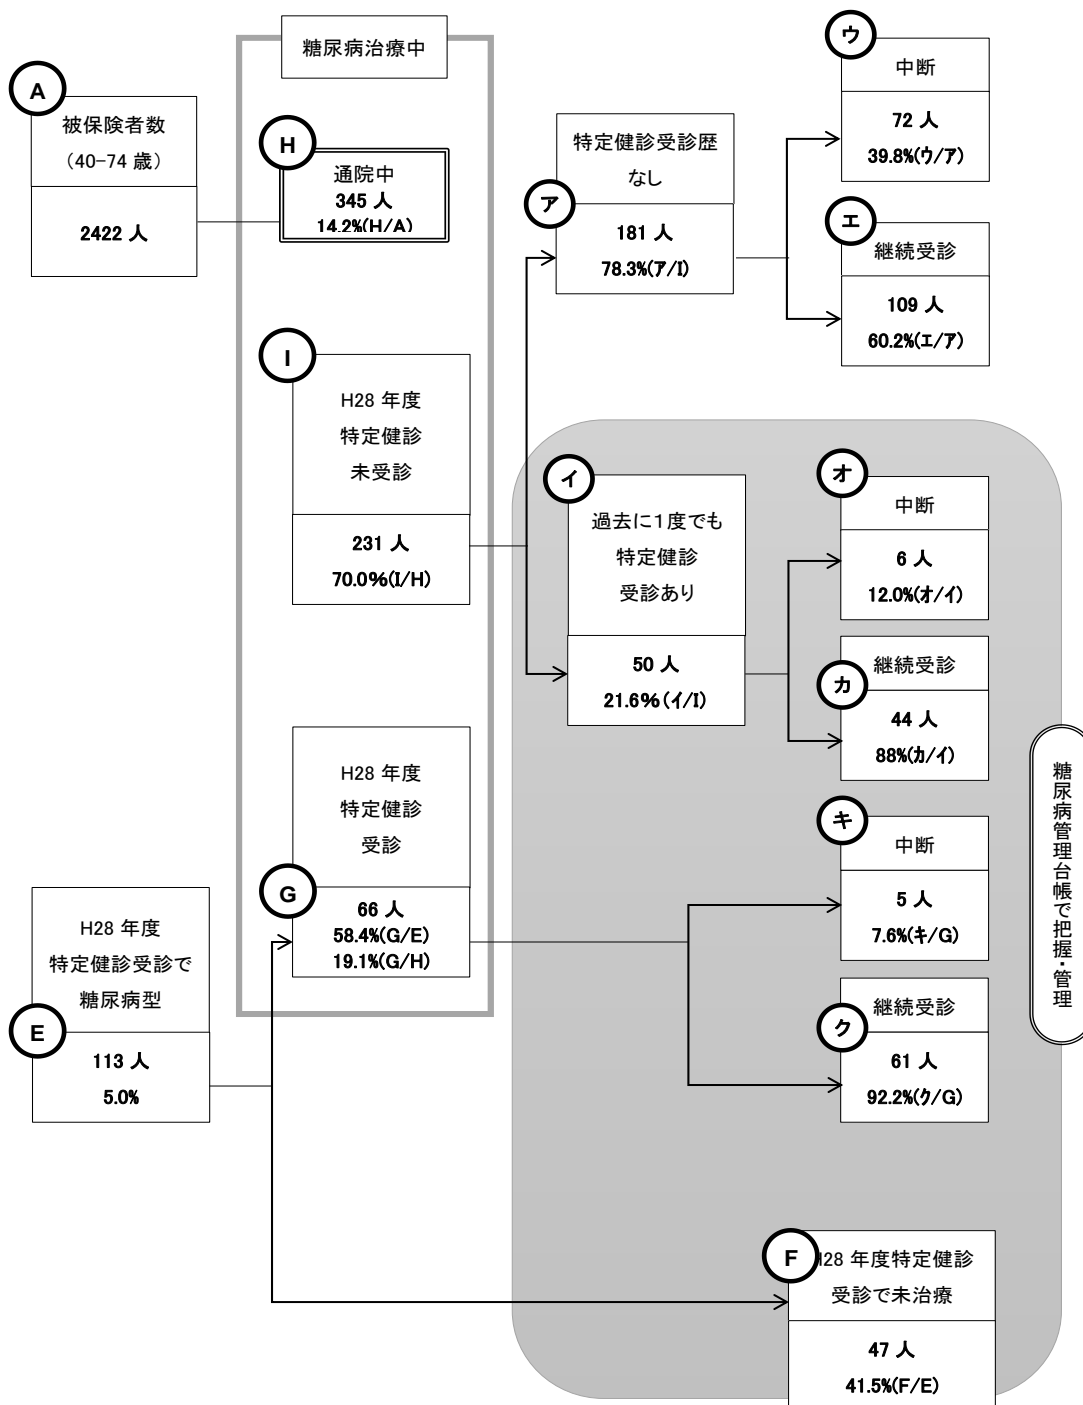 糖尿病治療中
A
被保険者数
（40-74 歳）
2422 人
H
通院中
345 人
14.2%(H/A)
I
H28 年度
特定健診
未受診
231 人
70.0%(I/H)
H28 年度
特定健診
受診
G
66 人
58.4%(G/E)
19.1%(G/H)
H28 年度
特定健診受診で
糖尿病型
E
113 人
5.0%
特定健診受診歴
なし
ア
181 人
78.3%(ア/I)
ウ
中断
72 人
39.8%(ウ/ア)
エ
継続受診
109 人
60.2%(エ/ア)
イ
過去に１度でも
特定健診
受診あり
50 人
21.6%(イ/I)
オ
中断
6 人
12.0%(オ/イ)
継続受診
カ
44 人
88%(カ/イ)
キ
中断
5 人
7.6%(キ/G)
継続受診
ク
61 人
92.2%(ク/G)
F
28 年度特定健診
受診で未治療
47 人
41.5%(F/E)
糖尿病管理台帳で把握・管理